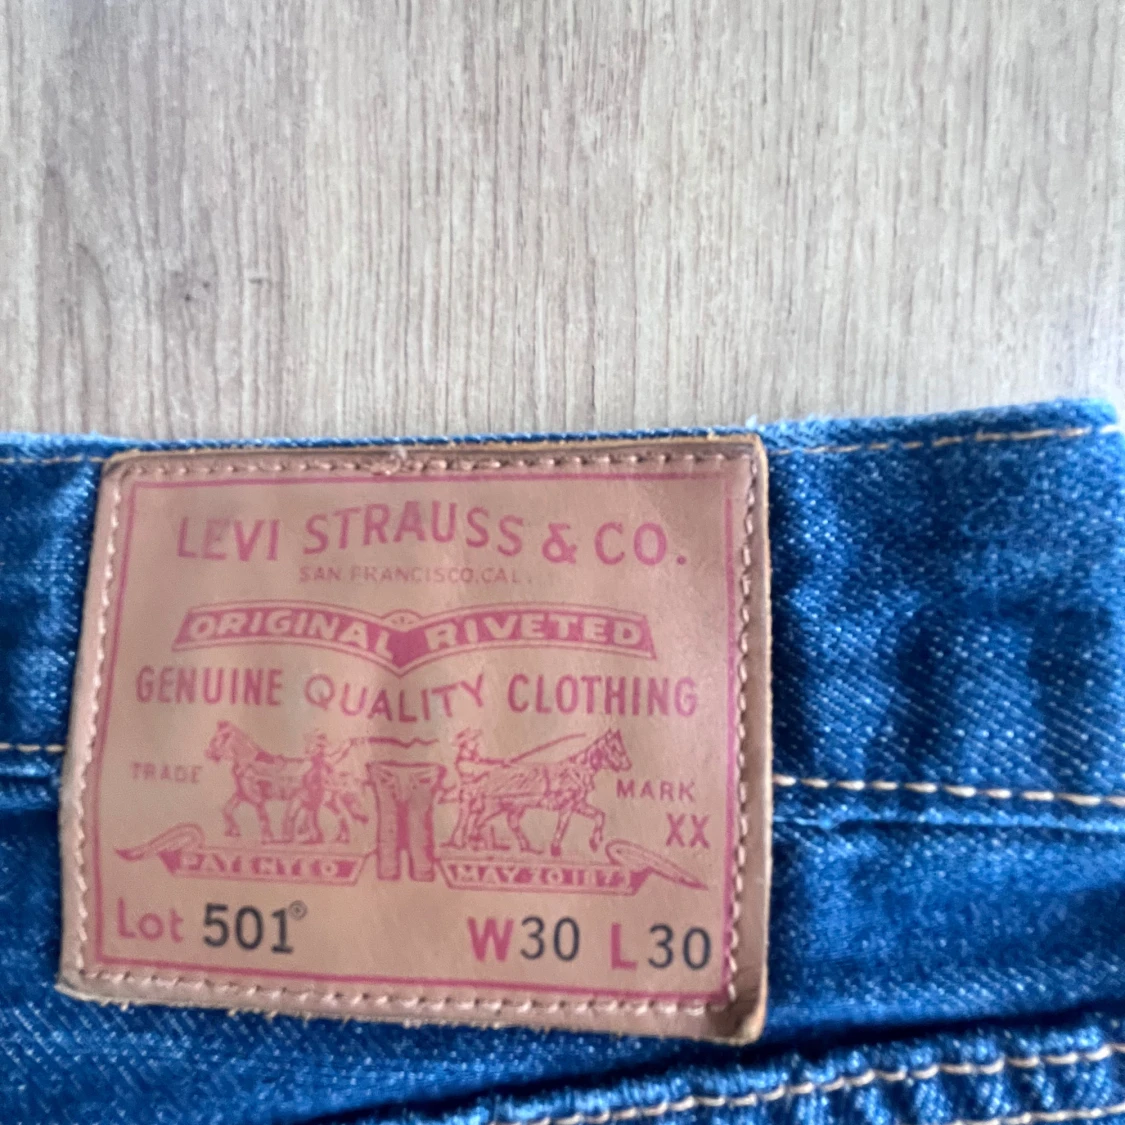 LEVI STRAUSS & CO.
SAN FRANCISCO, CAL.
ORIGINAL RIVETED
GENUINE QUALITY CLOTHING
TRADE MARK
XX
PATENTED MAY 20 1873
Lot 501® W30 L30